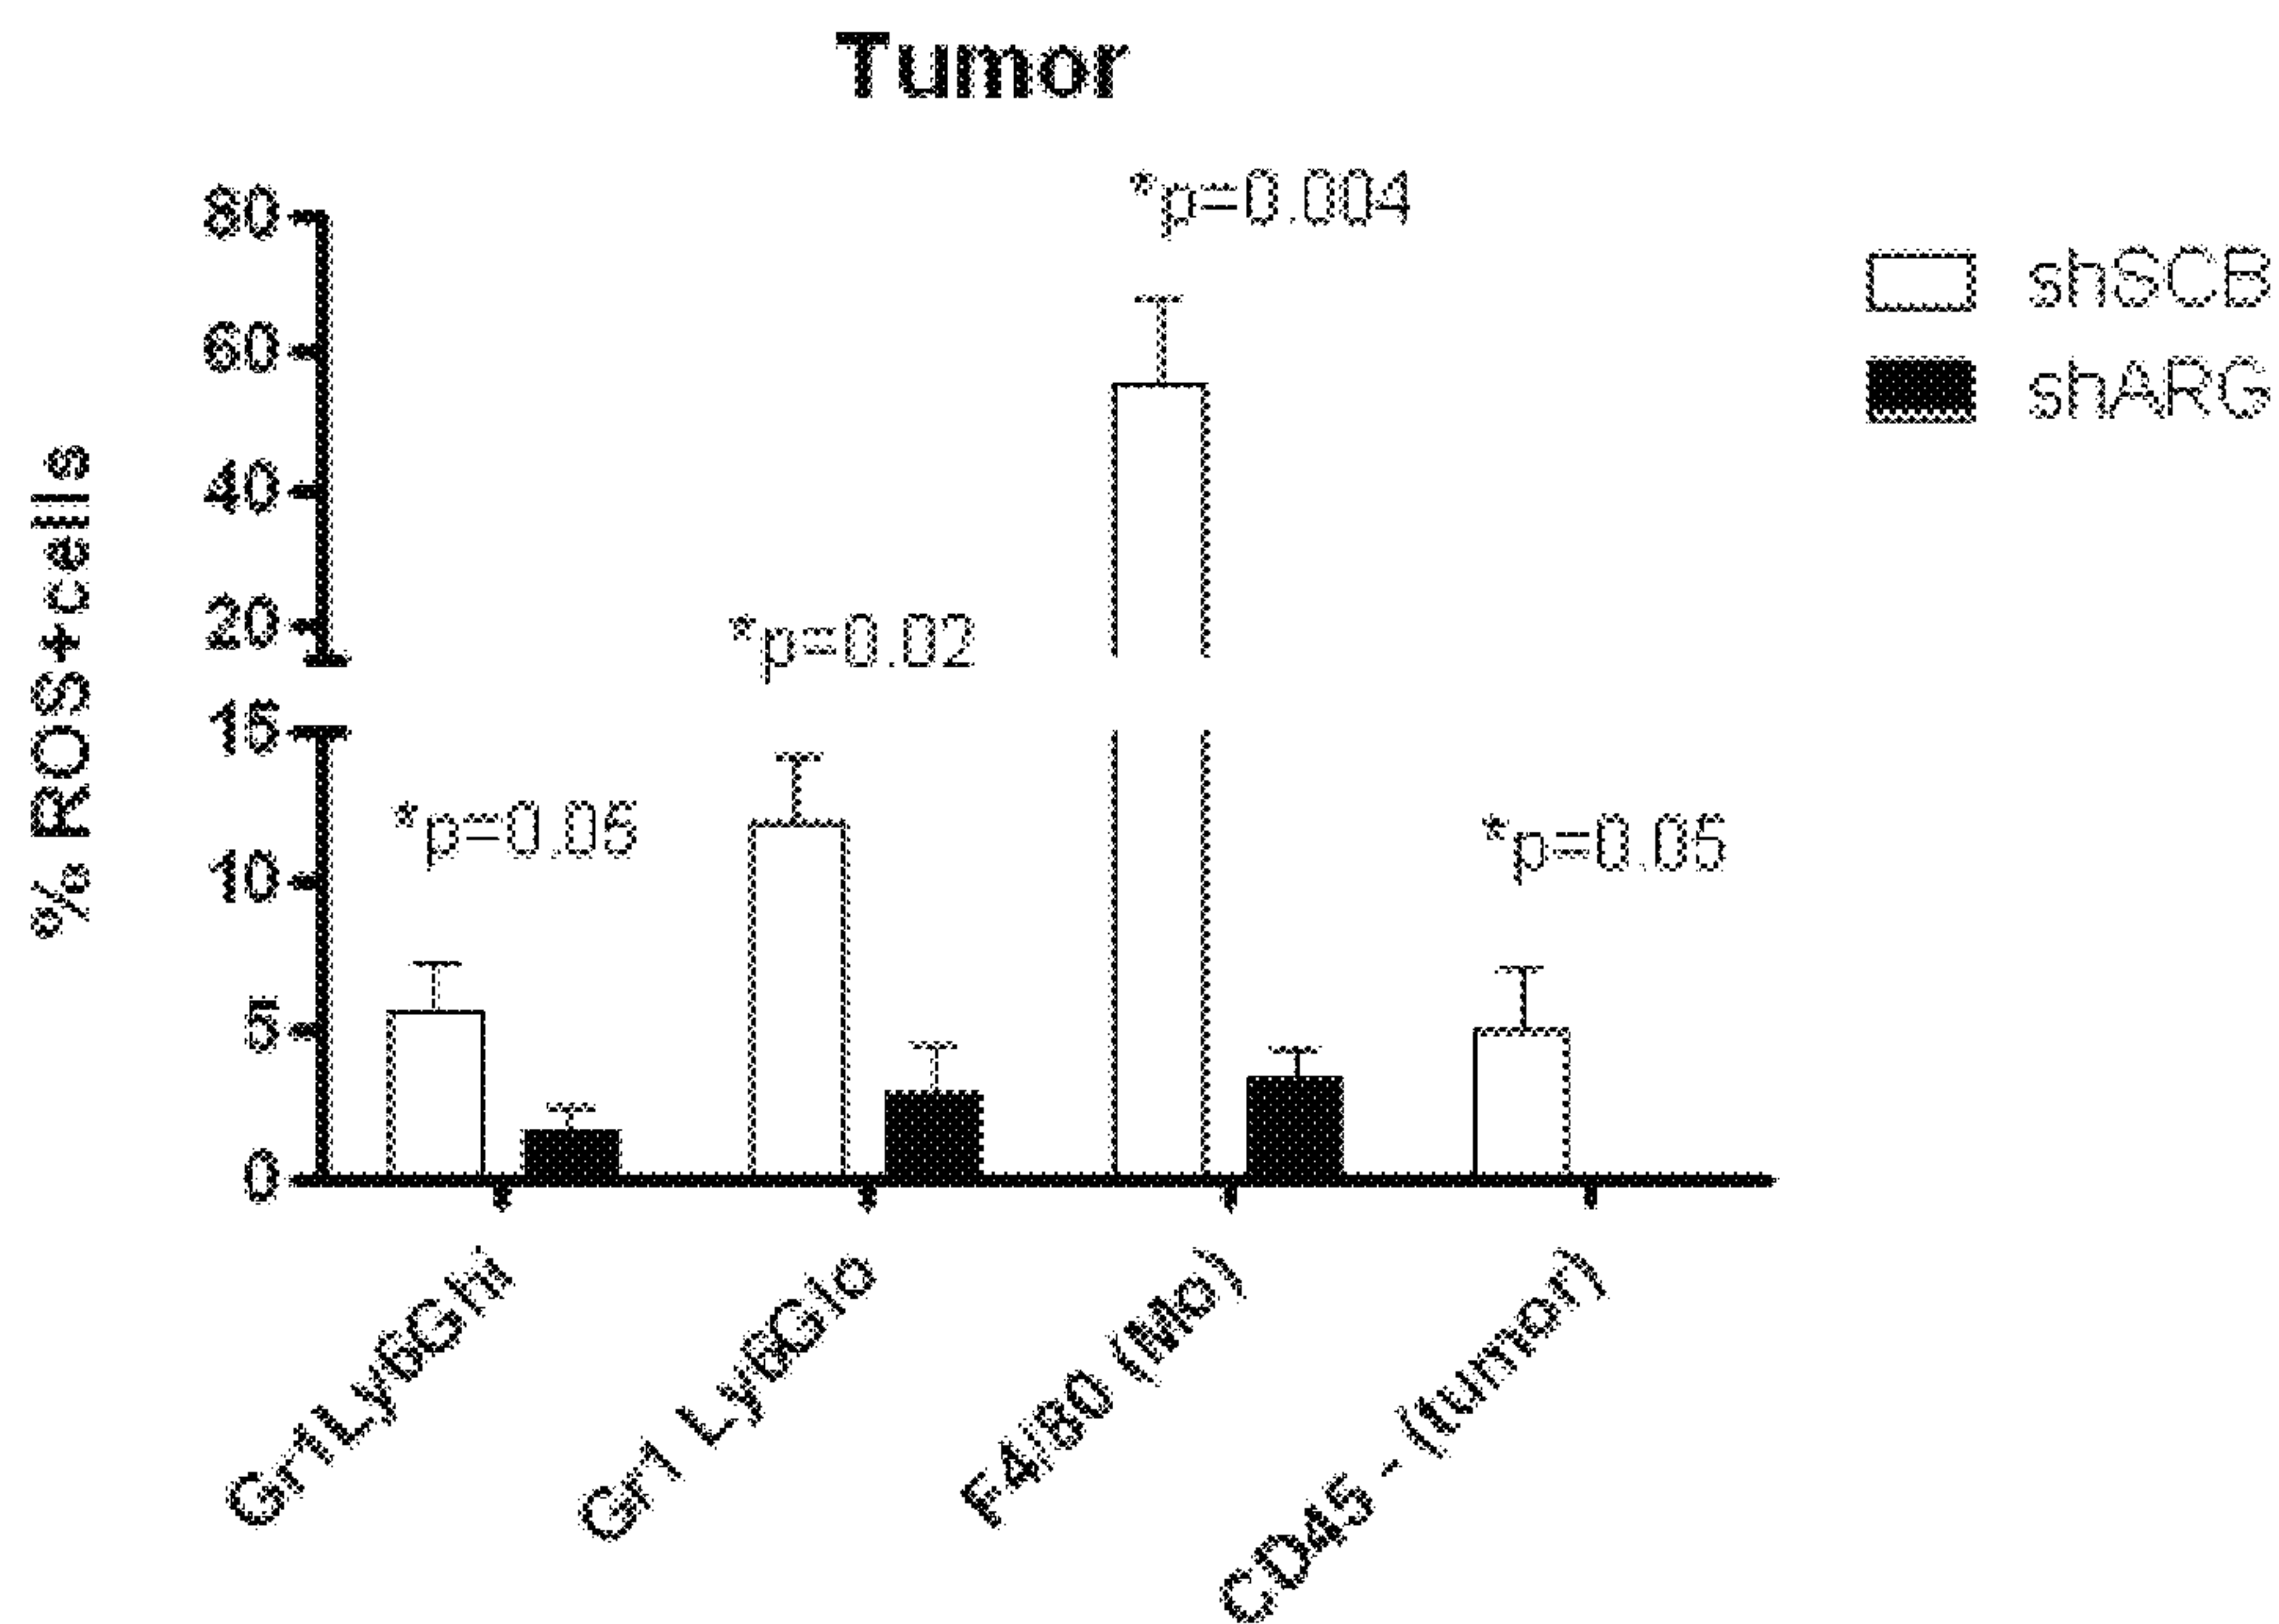 Tumor
% ROS+cells
80
60
40
20
15
10
5
0
*p=0.05
*p=0.02
*p=0.004
*p=0.05
shSCB
shARG
Gr1Ly6Ghi
Gr1 Ly6Glo
F4/80 (Mo)
CD45 - (tumor)